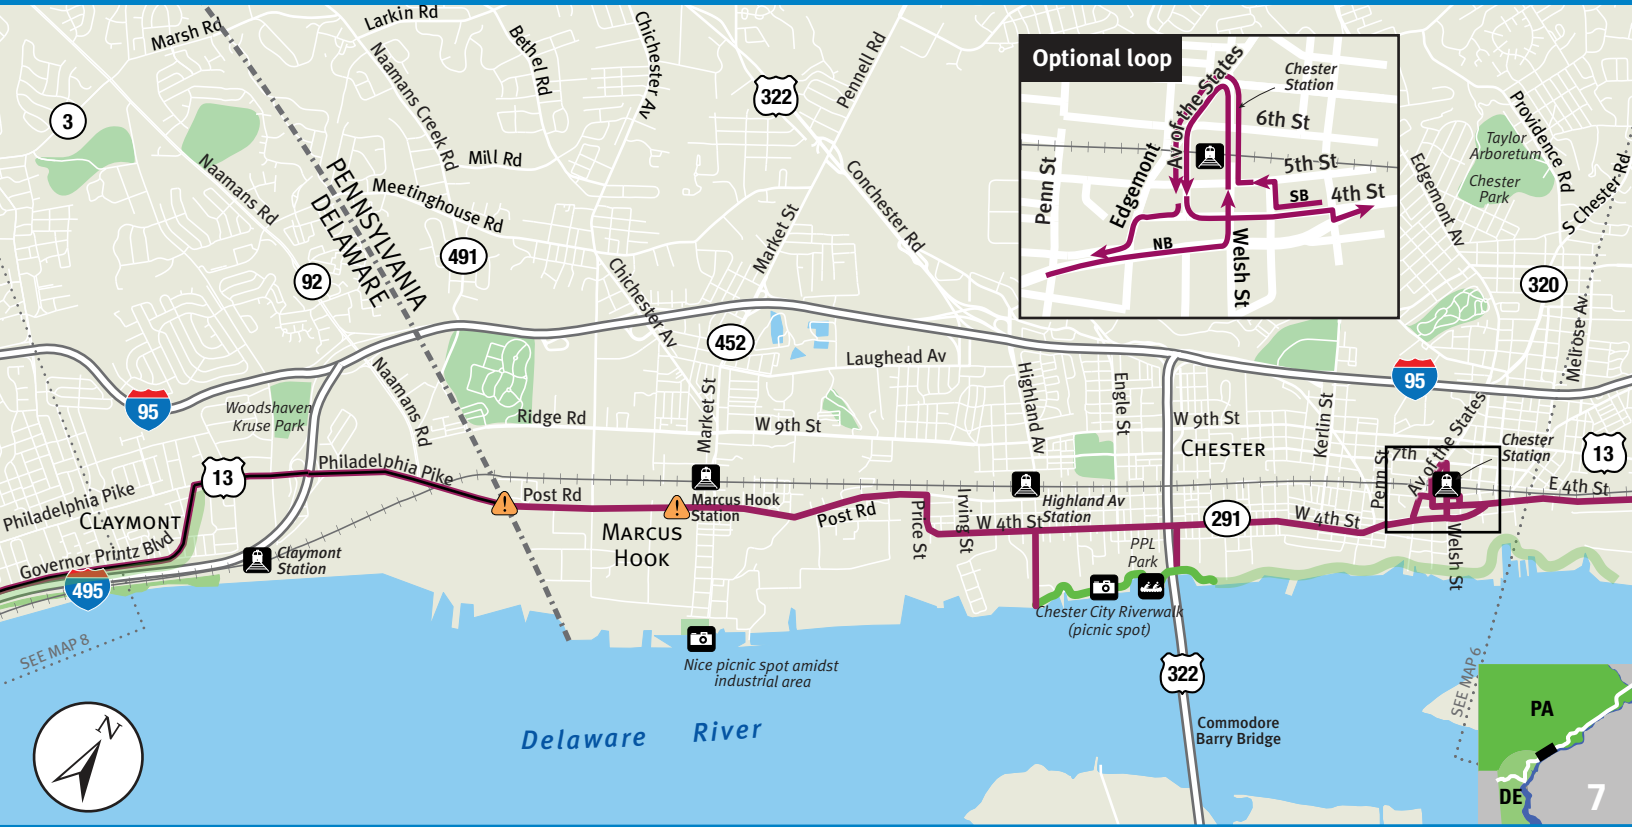 Marsh Rd
Larkin Rd
Bethel Rd
Chichester Av
Pennell Rd
322
3
Naamans Creek Rd
Mill Rd
Naamans Rd
PENNSYLVANIA
DELAWARE
Meetinghouse Rd
491
92
Conchester Rd
Market St
Chichester Av
452
Laughead Av
Optional loop
Av of the States
Chester
Station
6th St
5th St
4th St
SB
NB
Penn St
Edgemont
Welsh St
Providence Rd
Taylor
Arboretum
Chester
Park
Edgemont Av
S Chester Rd
320
Melrose Av
95
95
Woodshaven
Kruse Park
Naamans Rd
Ridge Rd
Market St
W 9th St
Highland Av
Engle St
W 9th St
CHESTER
Kerlin St
Av of the States
7th
Penn St
Chester
Station
13
E 4th St
13
Philadelphia Pike
Philadelphia Pike
CLAYMONT
Governor Printz Blvd
495
Claymont
Station
Post Rd
Marcus Hook
Station
MARCUS
HOOK
Post Rd
Price St
Irving St
W 4th St
Highland Av
Station
291
W 4th St
Welsh St
PPL
Park
Chester City Riverwalk
(picnic spot)
Nice picnic spot amidst
industrial area
SEE MAP 8
SEE MAP 6
N
Delaware River
322
Commodore
Barry Bridge
PA
DE
7